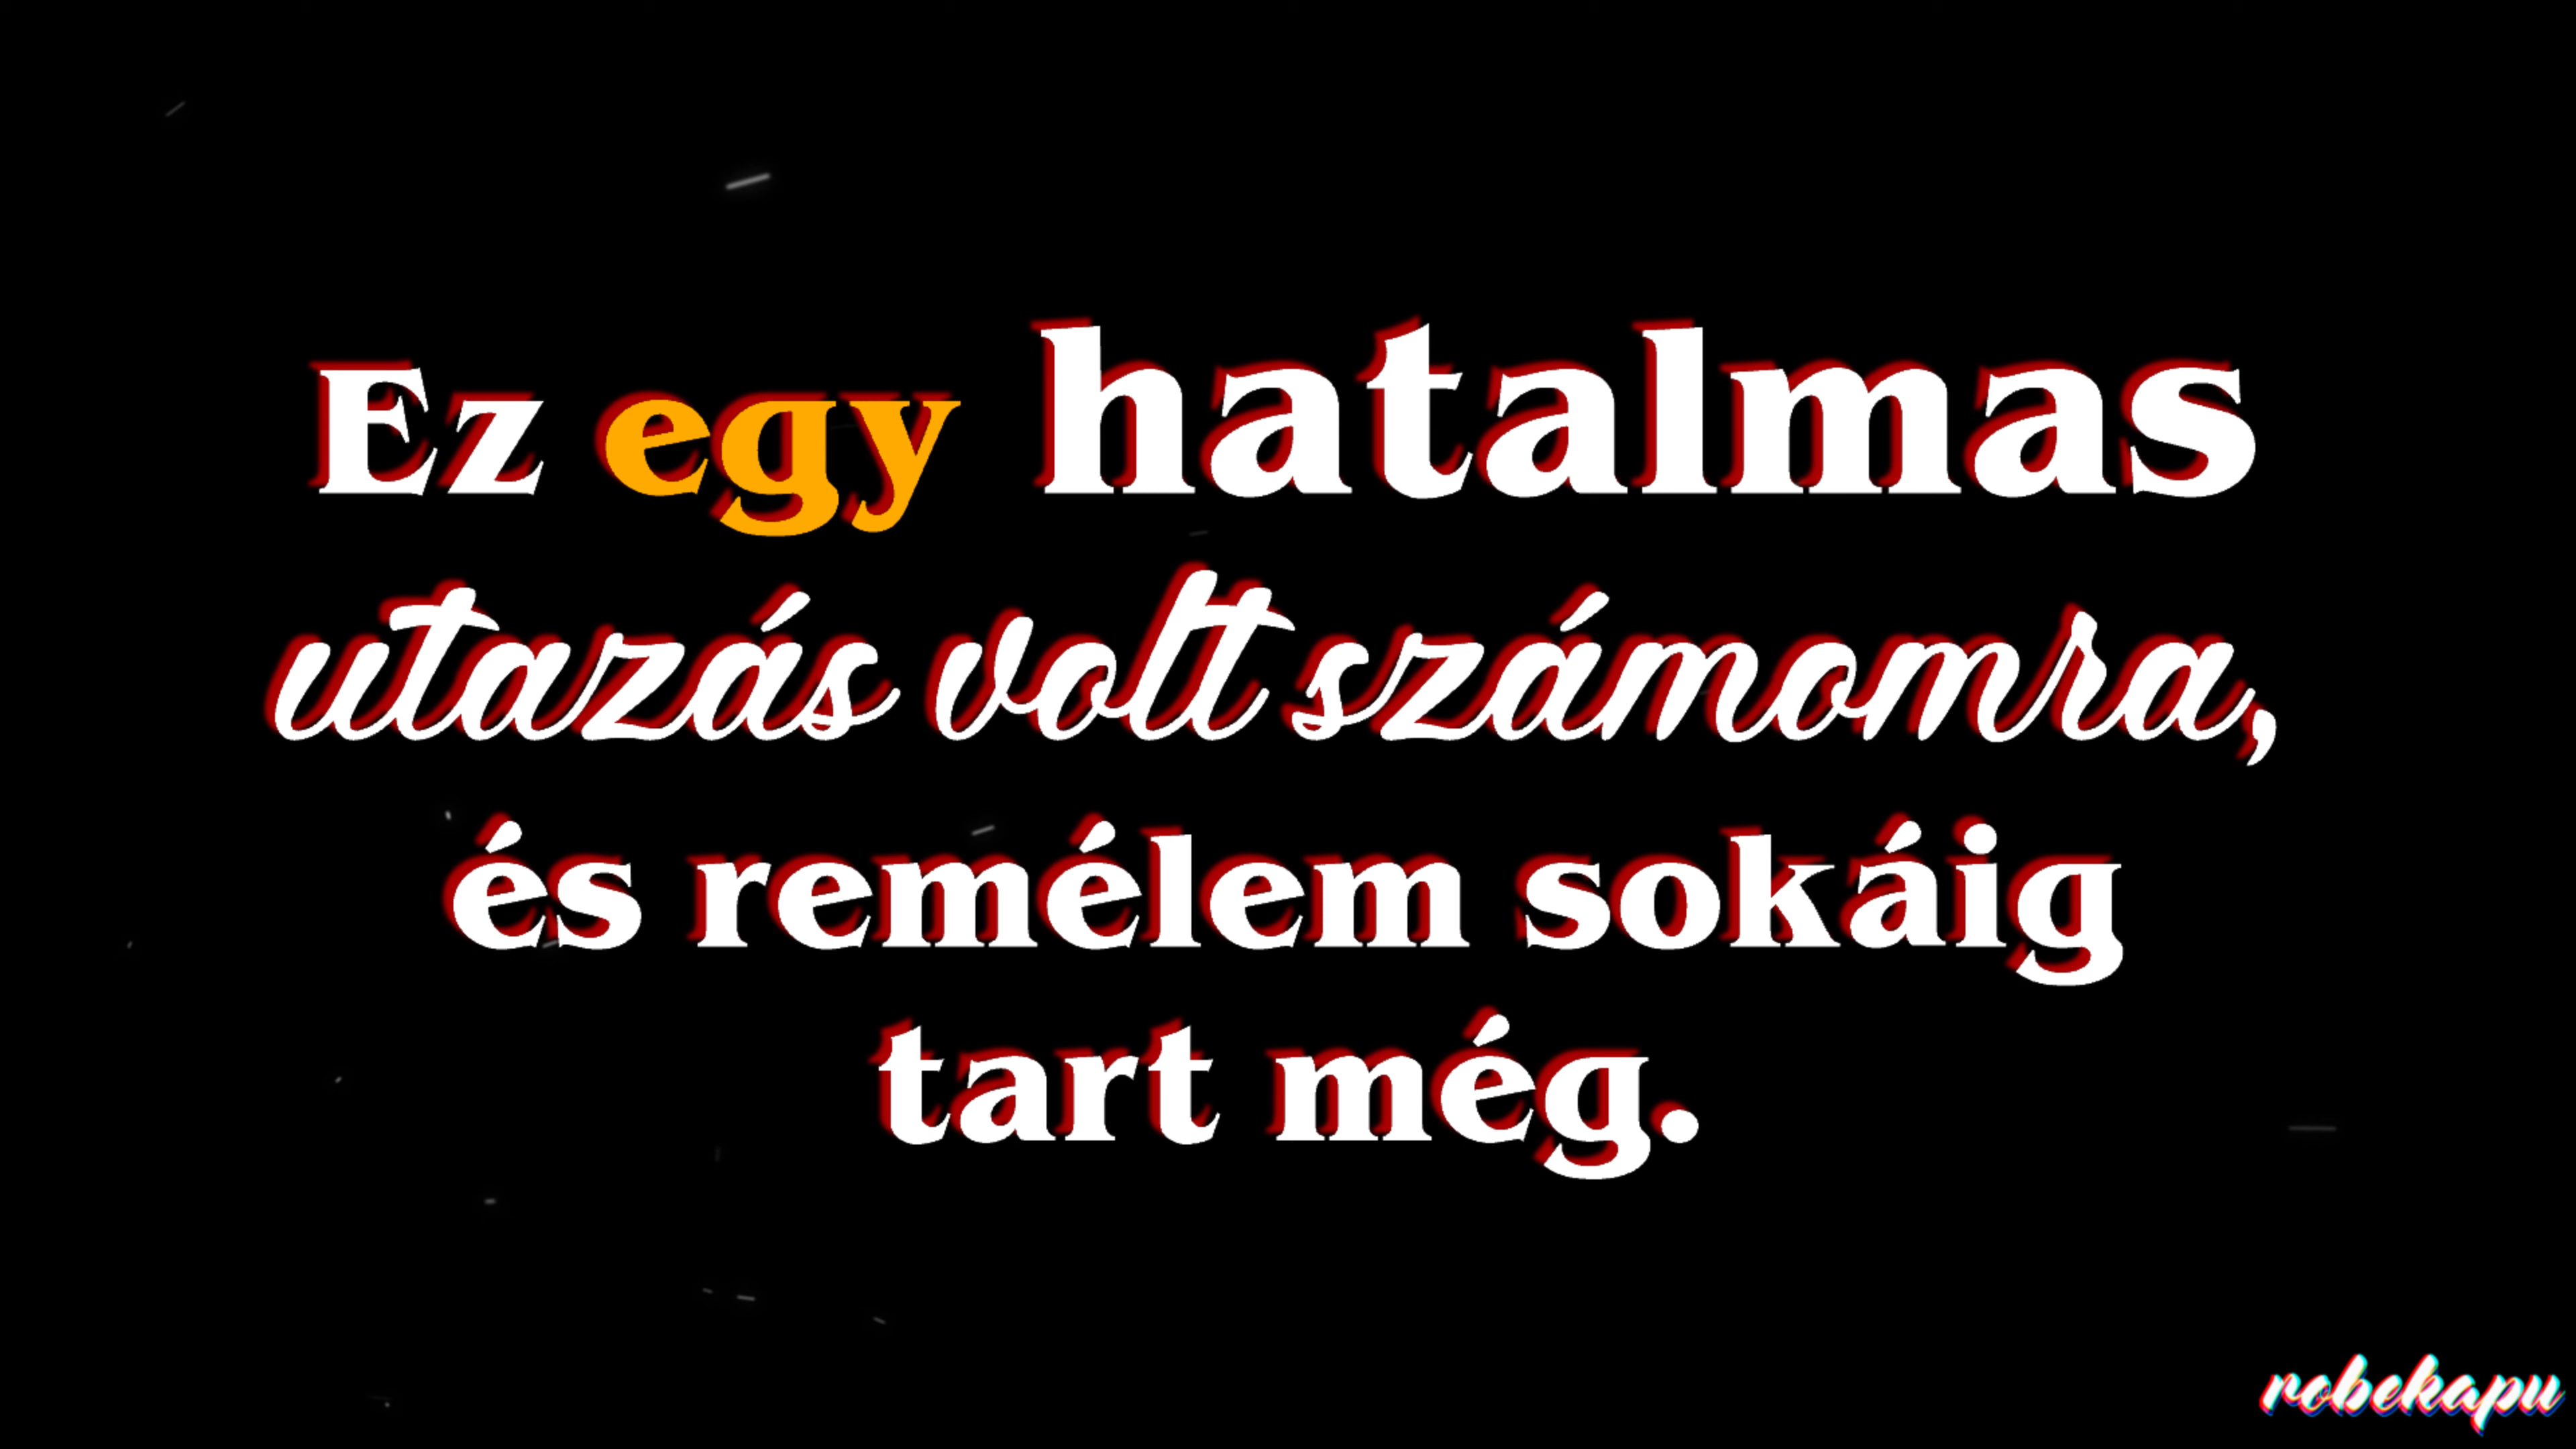 Ez egy hatalmas
utazás volt számomra,
és remélem sokáig
tart még.
robekapu